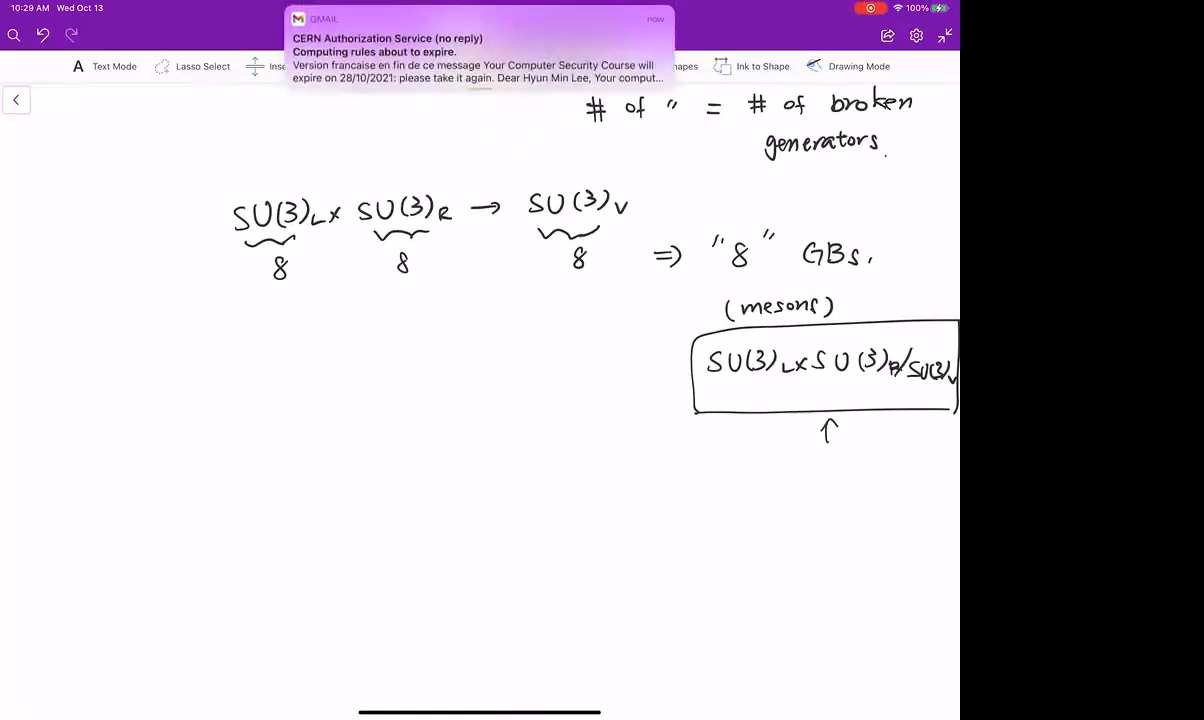 10:29 AM Wed Oct 13
100%
GMAIL
now
CERN Authorization Service (no reply)
Computing rules about to expire.
Version francaise en fin de ce message Your Computer Security Course will
expire on 28/10/2021: please take it again. Dear Hyun Min Lee, Your comput...
Text Mode
Lasso Select
Inse
hapes
Ink to Shape
Drawing Mode
# of " = # of broken
generators.
SU(3)L× SU(3)R → SU(3)V
8 8 8 ⇒ "8" GBs.
(mesons)
SU(3)L×SU(3)R/SU(3)V
↑